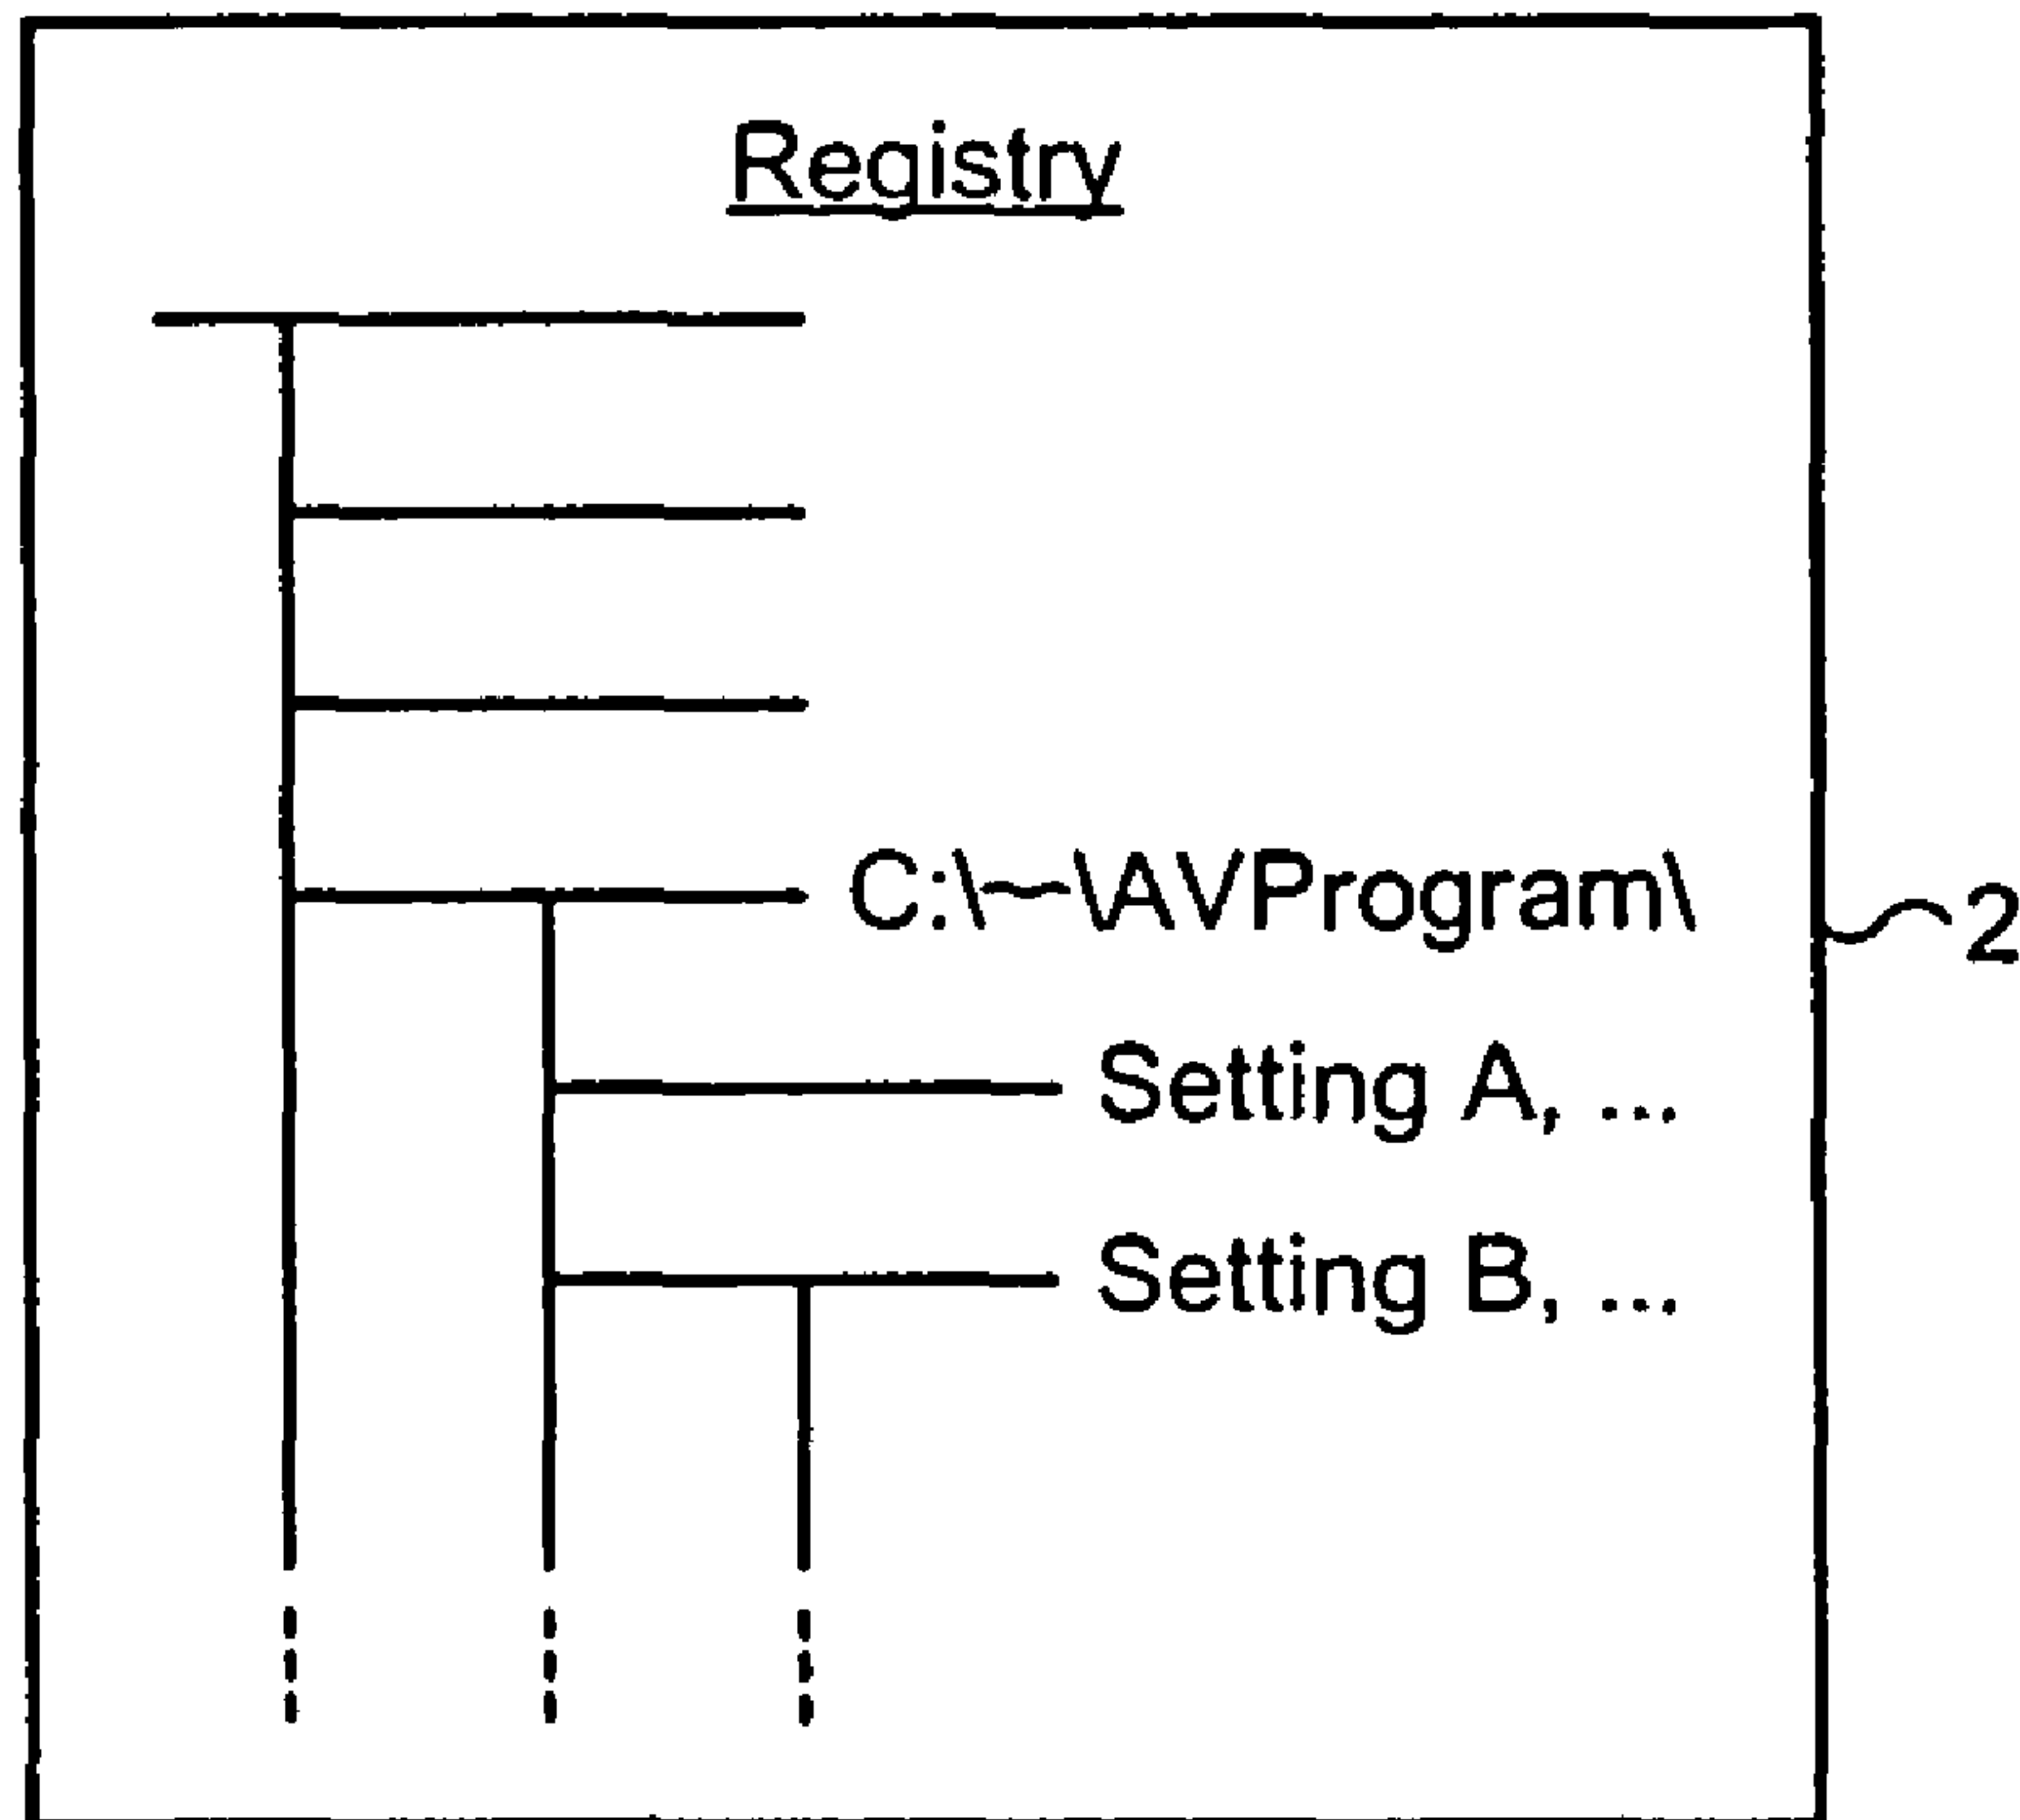 Registry
C:\~\AVProgram\
2
Setting A, ...
Setting B, ...